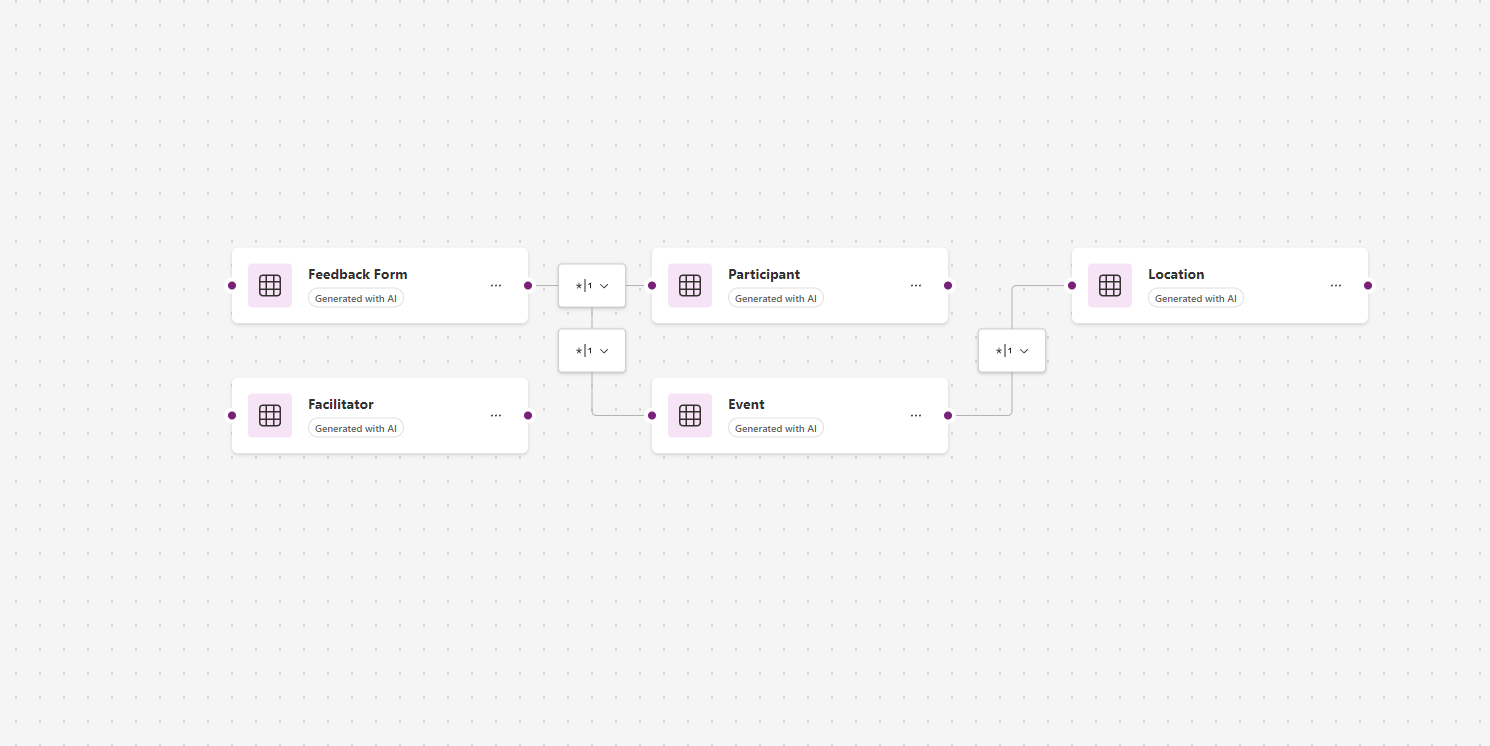 Feedback Form
Generated with AI
*|1
Participant
Generated with AI
Location
Generated with AI
*|1
*|1
Facilitator
Generated with AI
Event
Generated with AI